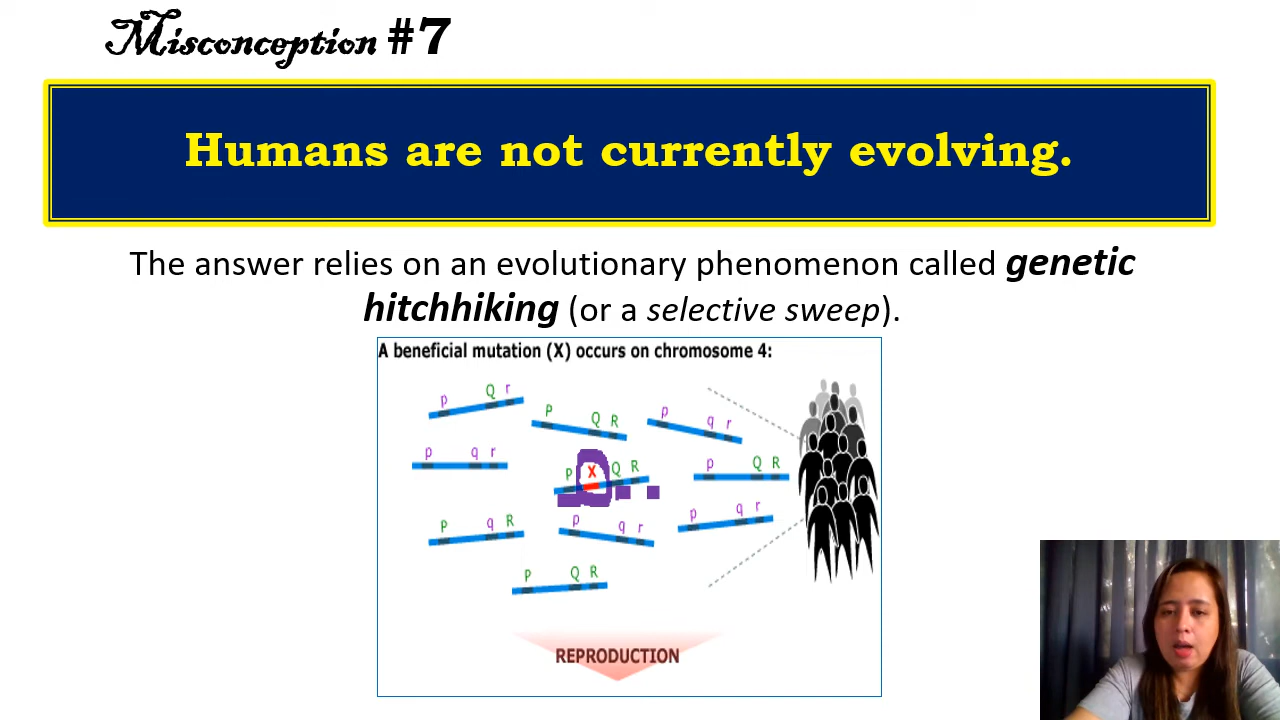 Misconception #7
Humans are not currently evolving.
The answer relies on an evolutionary phenomenon called genetic
hitchhiking (or a selective sweep).
A beneficial mutation (X) occurs on chromosome 4:
p Q r
P Q R
p q r
p q r
P X Q R
p Q R
P q R
p q r
p q r
P Q R
REPRODUCTION